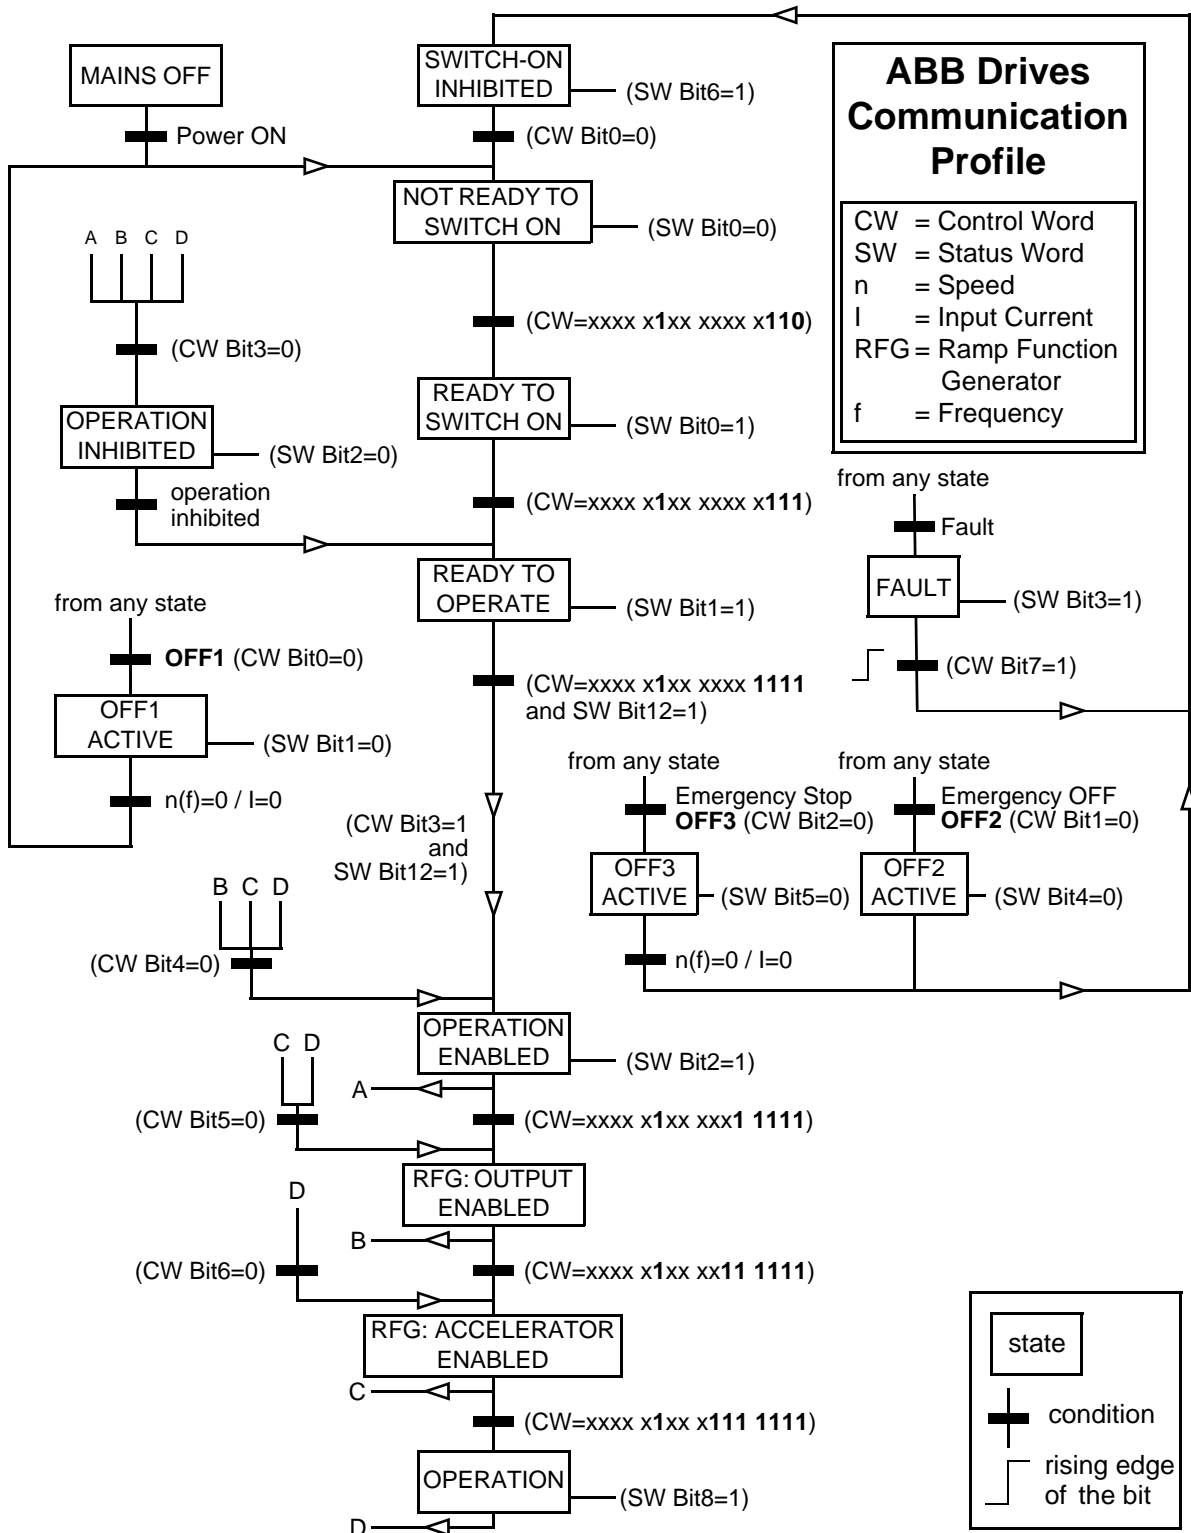 MAINS OFF
Power ON
SWITCH-ON
INHIBITED
(SW Bit6=1)
(CW Bit0=0)
NOT READY TO
SWITCH ON
(SW Bit0=0)
(CW=xxxx x1xx xxxx x110)
READY TO
SWITCH ON
(SW Bit0=1)
(CW=xxxx x1xx xxxx x111)
ABB Drives
Communication
Profile
CW = Control Word
SW = Status Word
n = Speed
I = Input Current
RFG = Ramp Function
Generator
f = Frequency
A B C D
(CW Bit3=0)
OPERATION
INHIBITED
(SW Bit2=0)
operation
inhibited
READY TO
OPERATE
(SW Bit1=1)
(CW=xxxx x1xx xxxx 1111
and SW Bit12=1)
from any state
Fault
FAULT
(SW Bit3=1)
(CW Bit7=1)
from any state
OFF1 (CW Bit0=0)
OFF1
ACTIVE
(SW Bit1=0)
n(f)=0 / I=0
(CW Bit3=1
and
SW Bit12=1)
from any state
Emergency Stop
OFF3 (CW Bit2=0)
OFF3
ACTIVE
(SW Bit5=0)
n(f)=0 / I=0
from any state
Emergency OFF
OFF2 (CW Bit1=0)
OFF2
ACTIVE
(SW Bit4=0)
B C D
(CW Bit4=0)
OPERATION
ENABLED
(SW Bit2=1)
A
C D
(CW Bit5=0)
(CW=xxxx x1xx xxx1 1111)
RFG: OUTPUT
ENABLED
B
D
(CW Bit6=0)
(CW=xxxx x1xx xx11 1111)
RFG: ACCELERATOR
ENABLED
C
(CW=xxxx x1xx x111 1111)
OPERATION
(SW Bit8=1)
D
state
condition
rising edge
of the bit